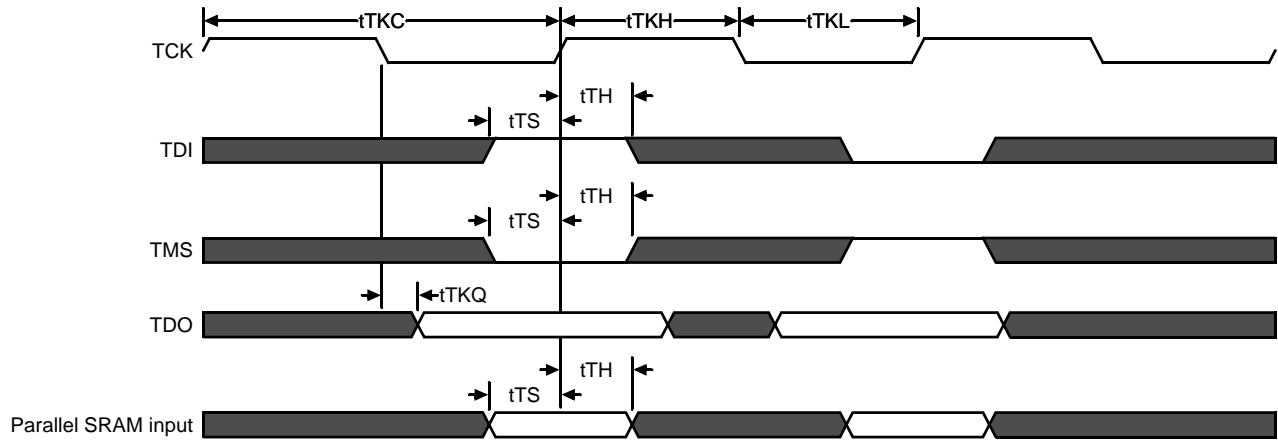 tTKC tTKH tTKL
TCK
tTH
tTS
TDI
tTH
tTS
TMS
tTKQ
TDO
tTH
tTS
Parallel SRAM input